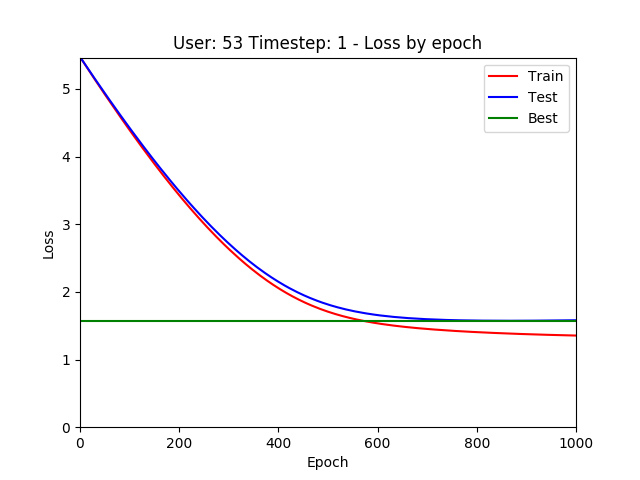 User: 53 Timestep: 1 - Loss by epoch
Train
Test
Best
5
4
3
2
1
0
Loss
0 200 400 600 800 1000
Epoch